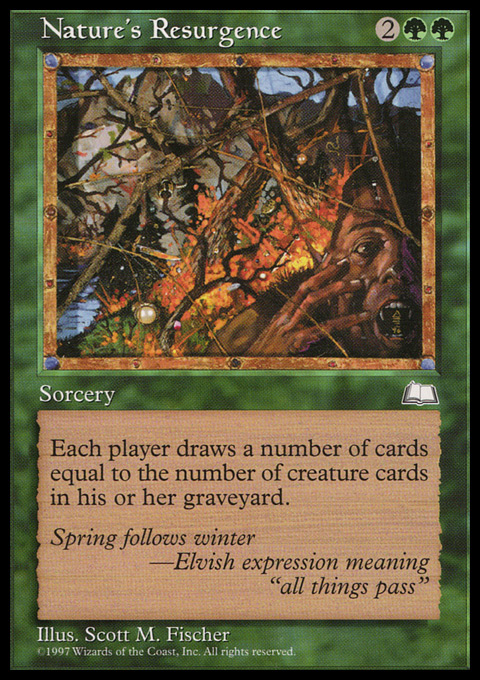 Nature's Resurgence 2
Sorcery
Each player draws a number of cards
equal to the number of creature cards
in his or her graveyard.
Spring follows winter
—Elvish expression meaning
"all things pass"
Illus. Scott M. Fischer
©1997 Wizards of the Coast, Inc. All rights reserved.